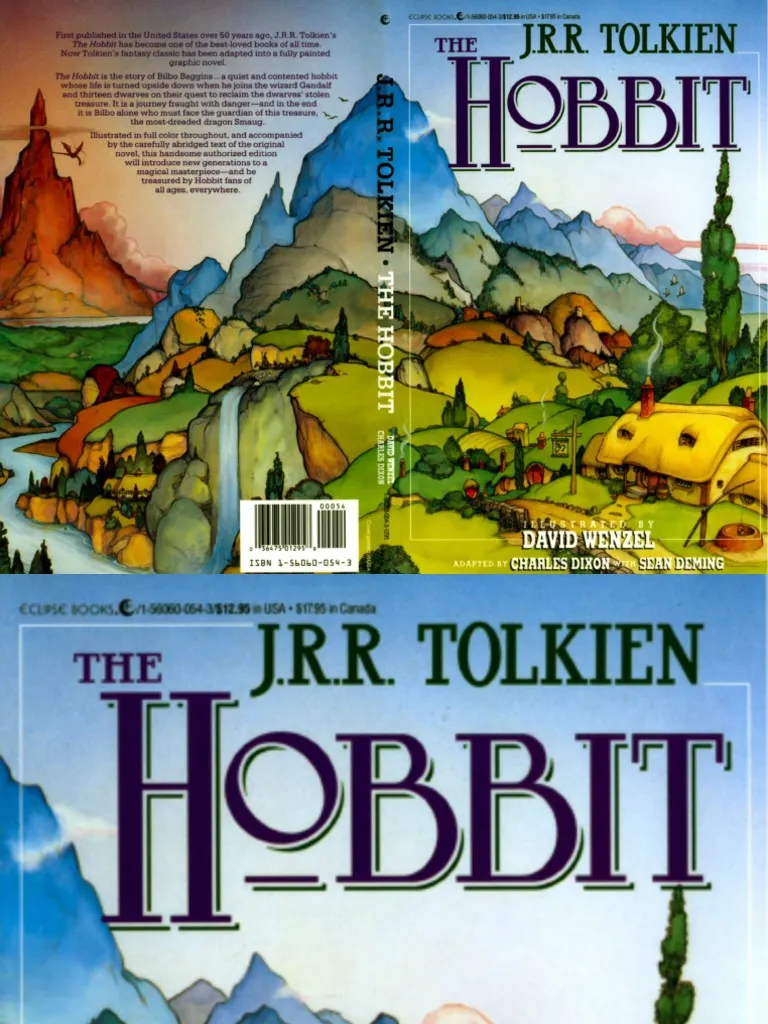 First published in the United States over 50 years ago, J.R.R. Tolkien's
The Hobbit has become one of the best-loved books of all time.
Now Tolkien's fantasy classic has been adapted into a fully painted
graphic novel.
The Hobbit is the story of Bilbo Baggins—a quiet and contented hobbit
whose life is turned upside down when he joins the wizard Gandalf
and thirteen dwarves on their quest to reclaim the dwarves' stolen
treasure. It is a journey fraught with danger—and in the end
it is Bilbo alone who must face the guardian of this treasure,
the most-dreaded dragon Smaug.
Illustrated in full color throughout, and accompanied
by the carefully abridged text of the original
novel, this handsome authorized edition
will introduce new generations to a
magical masterpiece—and be
treasured by Hobbit fans of
all ages, everywhere.
00054
ISBN 1-56060-054-3
J.R.R. TOLKIEN • THE HOBBIT
DAVID WENZEL
CHARLES DIXON
ECLIPSE BOOKS, /1-56060-054-3/$12.95 in USA • $17.95 in Canada
J.R.R. TOLKIEN
THE
HOBBIT
ILLUSTRATED BY
DAVID WENZEL
ADAPTED BY CHARLES DIXON WITH SEAN DEMING
ECLIPSE BOOKS, /1-56060-054-3/$12.95 in USA • $17.95 in Canada
J.R.R. TOLKIEN
THE
HOBBIT